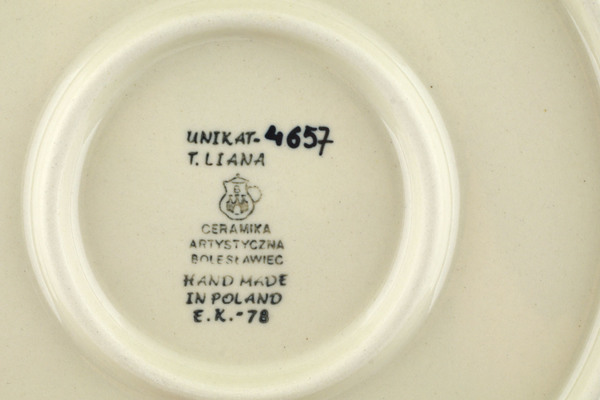 UNIKAT-4657
T. LIANA
CERAMIKA
ARTYSTYCZNA
BOLESŁAWIEC
HAND MADE
IN POLAND
E.K.-78